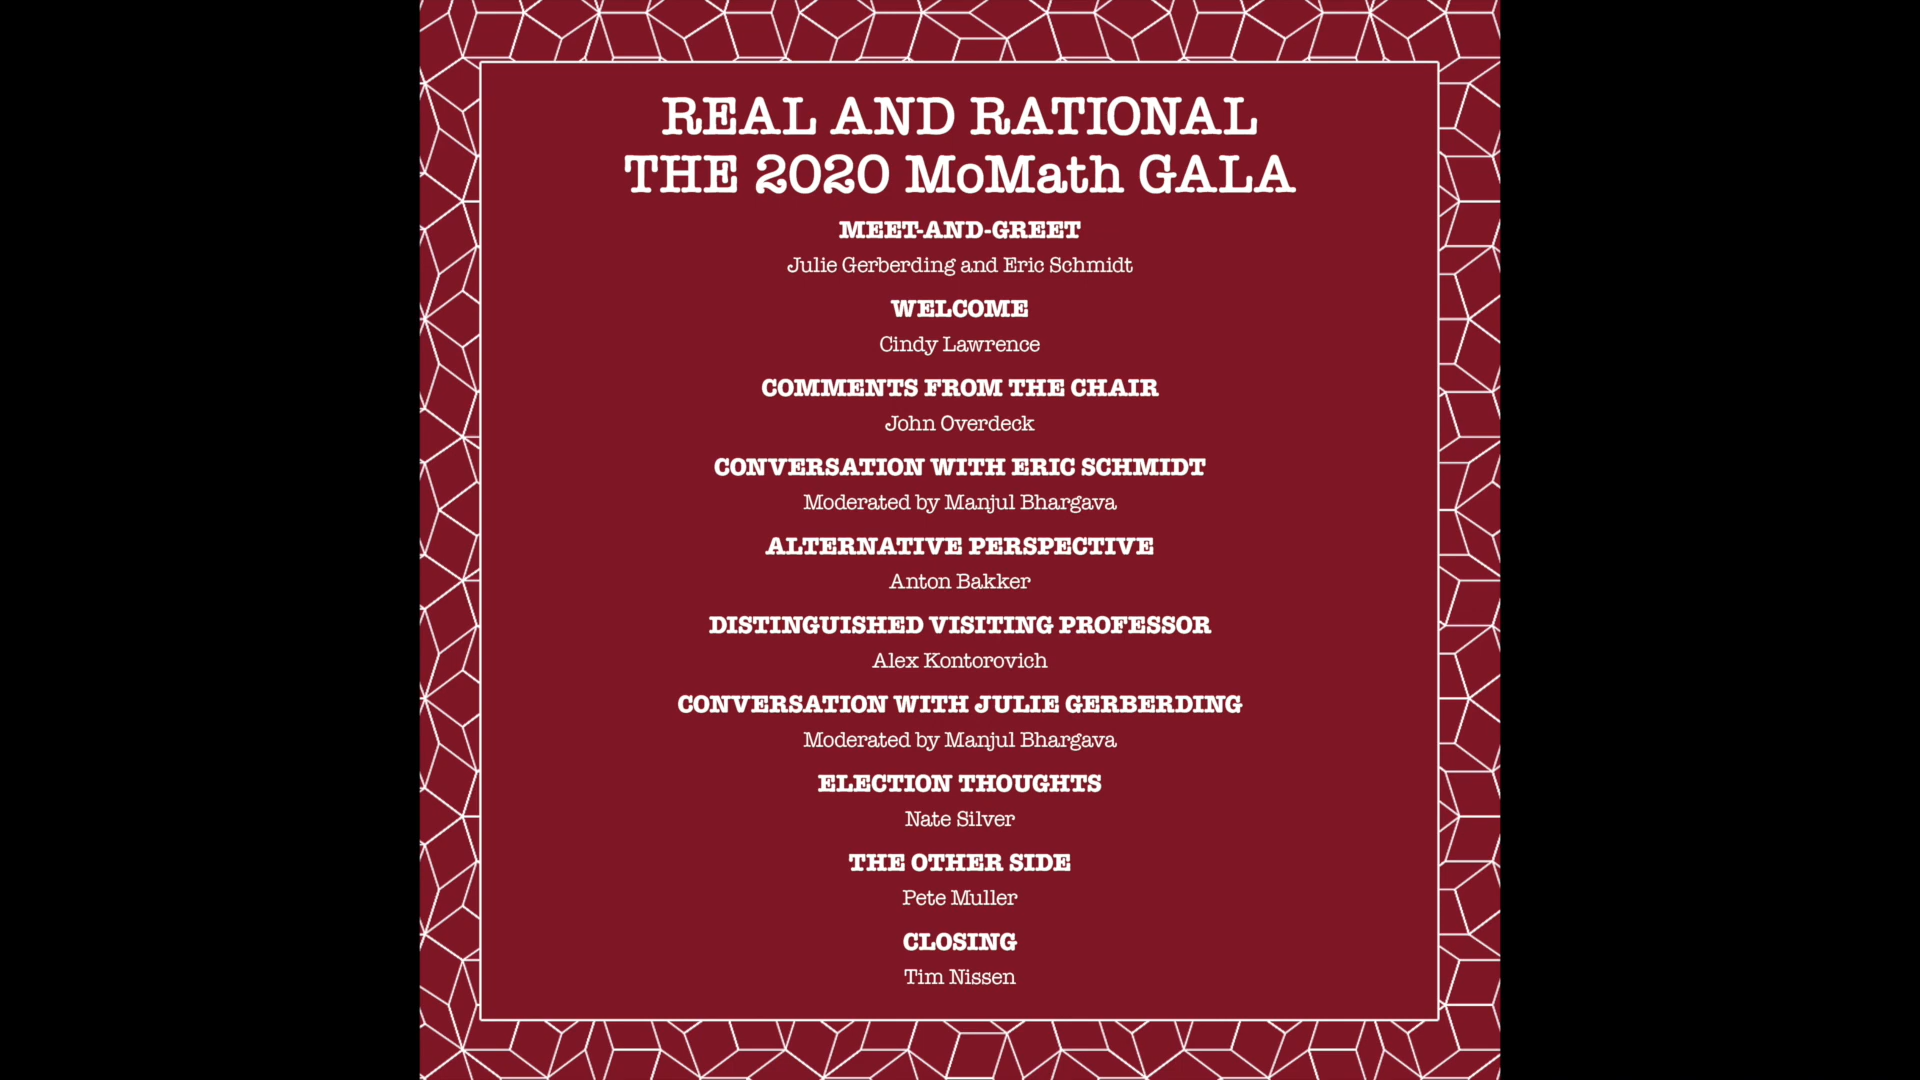 REAL AND RATIONAL
THE 2020 MoMath GALA
MEET-AND-GREET
Julie Gerberding and Eric Schmidt
WELCOME
Cindy Lawrence
COMMENTS FROM THE CHAIR
John Overdeck
CONVERSATION WITH ERIC SCHMIDT
Moderated by Manjul Bhargava
ALTERNATIVE PERSPECTIVE
Anton Bakker
DISTINGUISHED VISITING PROFESSOR
Alex Kontorovich
CONVERSATION WITH JULIE GERBERDING
Moderated by Manjul Bhargava
ELECTION THOUGHTS
Nate Silver
THE OTHER SIDE
Pete Muller
CLOSING
Tim Nissen